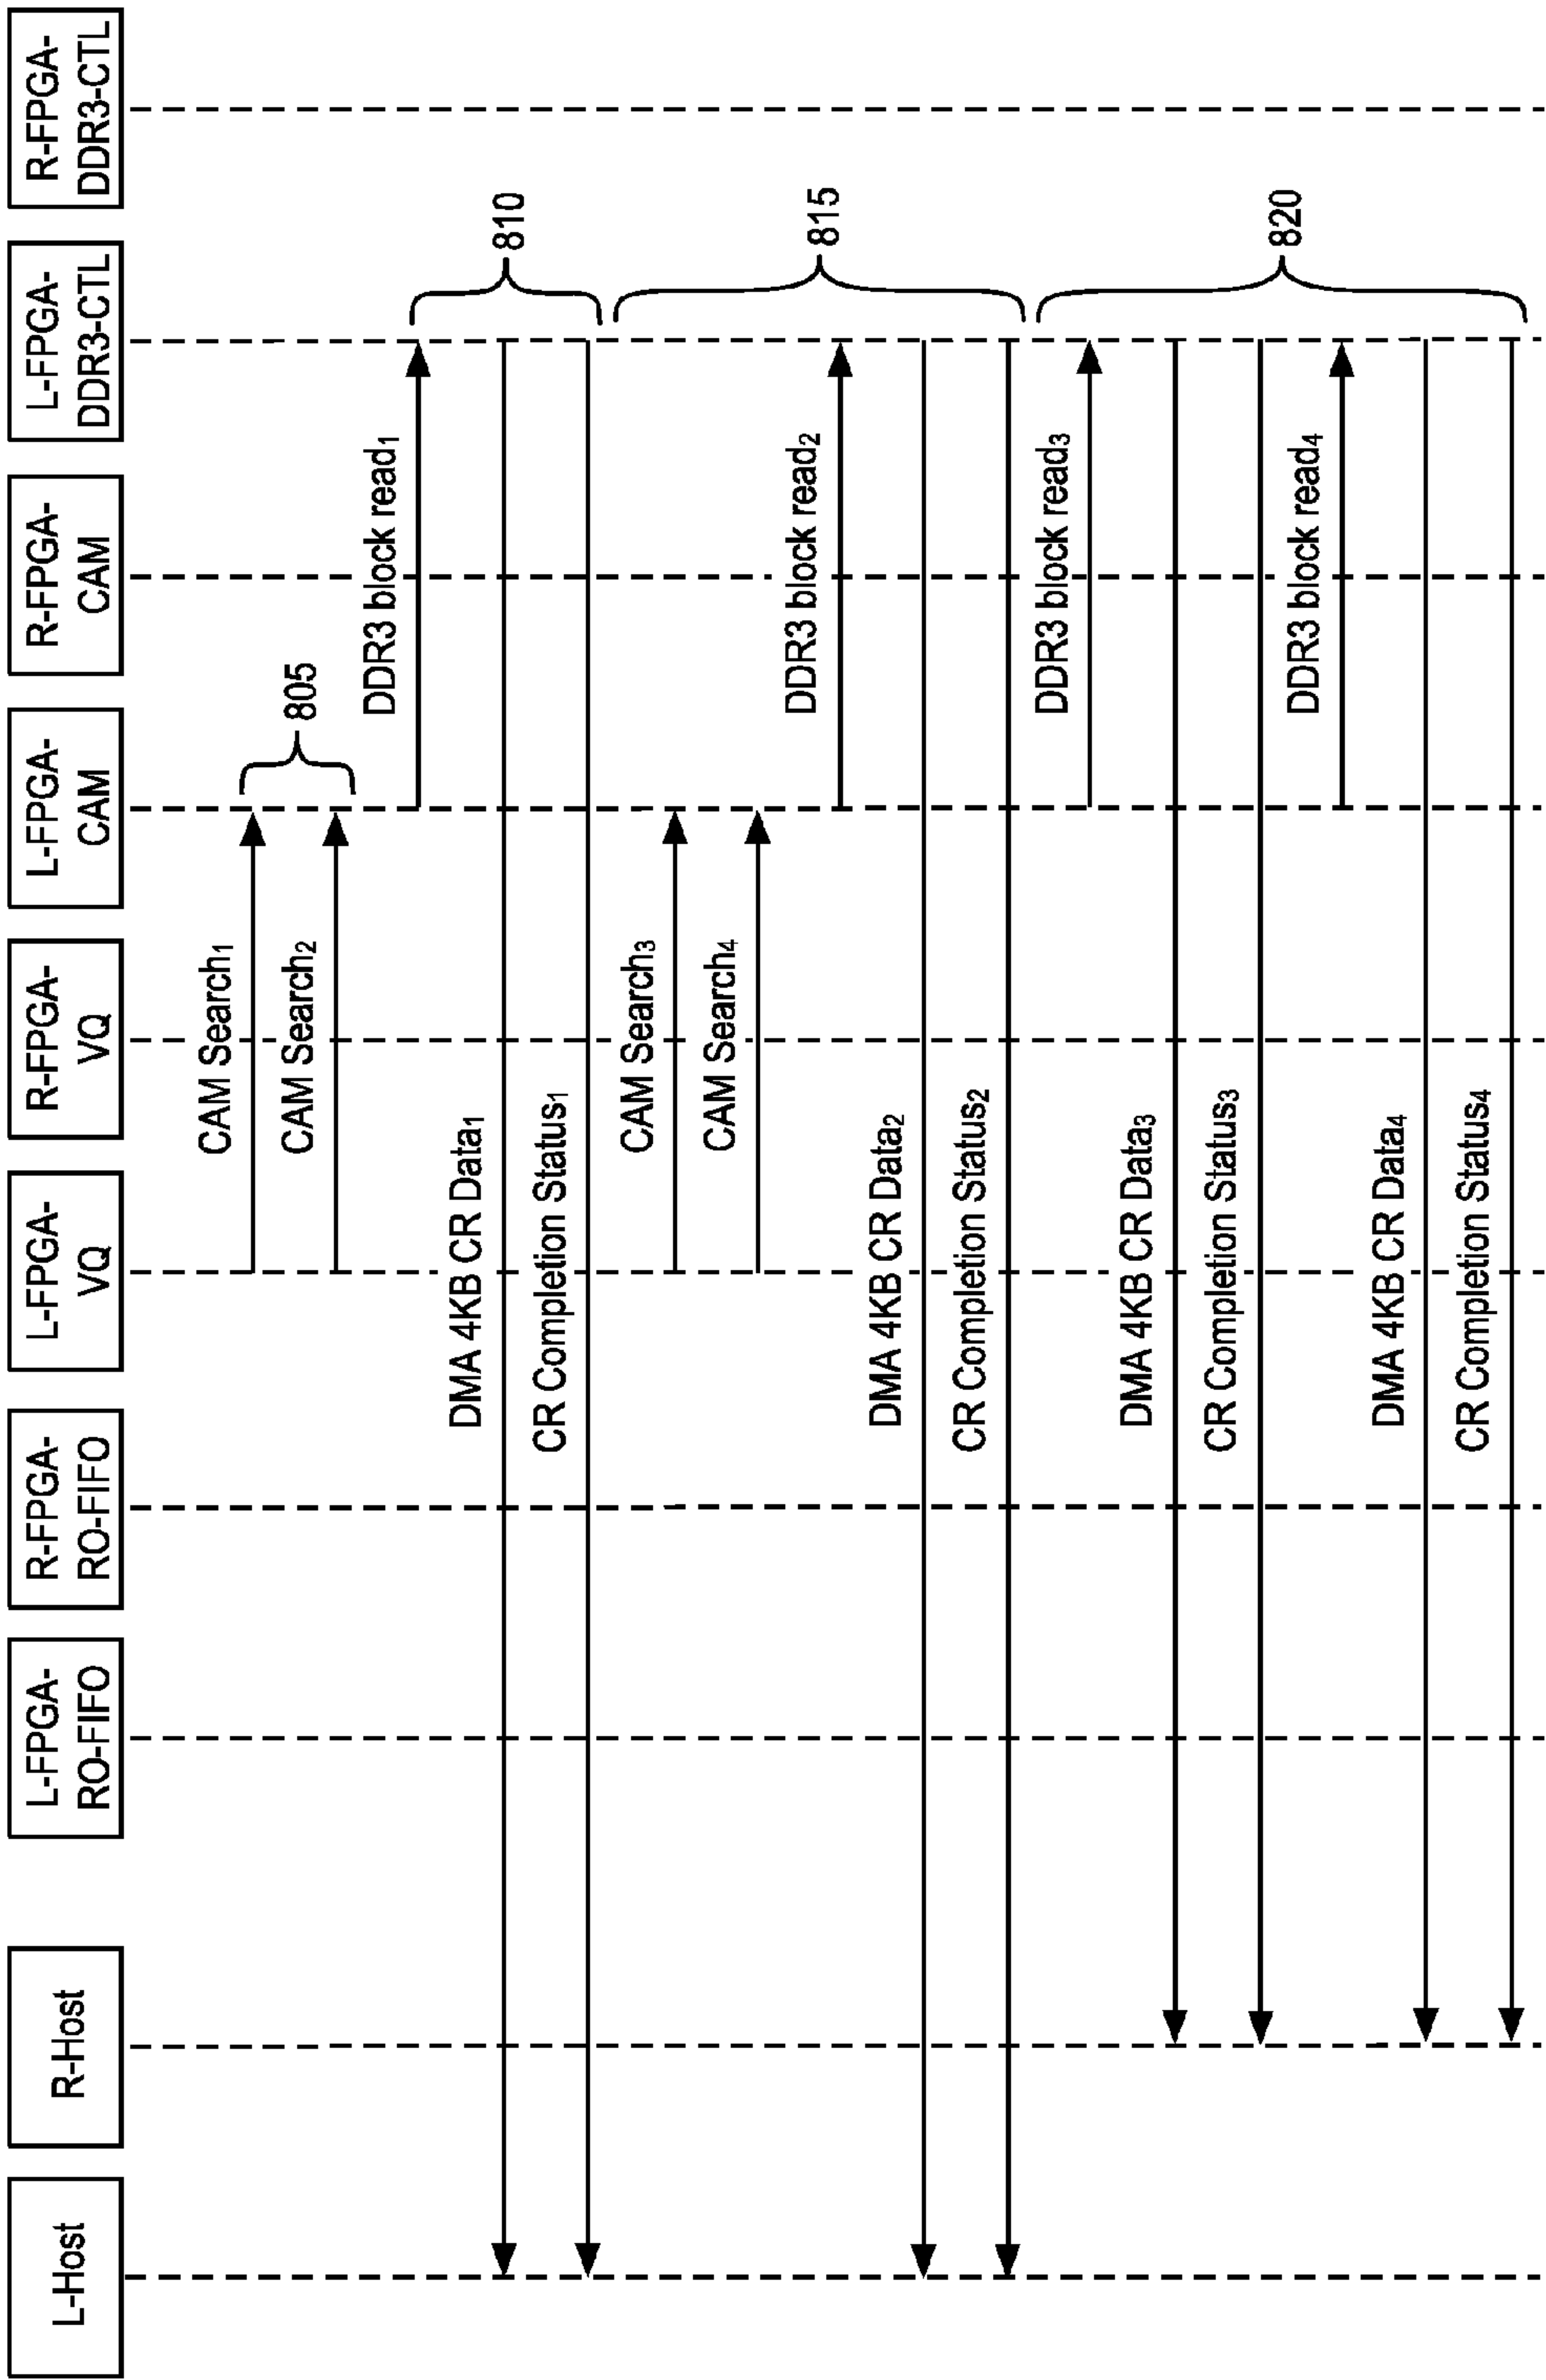 L-Host
R-Host
L-FPGA-
RO-FIFO
R-FPGA-
RO-FIFO
L-FPGA-
VQ
R-FPGA-
VQ
L-FPGA-
CAM
R-FPGA-
CAM
L-FPGA-
DDR3-CTL
R-FPGA-
DDR3-CTL
CAM Search₁
805
CAM Search₂
DDR3 block read₁
DMA 4KB CR Data₁
810
CR Completion Status₁
CAM Search₃
CAM Search₄
DDR3 block read₂
815
DMA 4KB CR Data₂
CR Completion Status₂
DDR3 block read₃
DMA 4KB CR Data₃
CR Completion Status₃
820
DDR3 block read₄
DMA 4KB CR Data₄
CR Completion Status₄